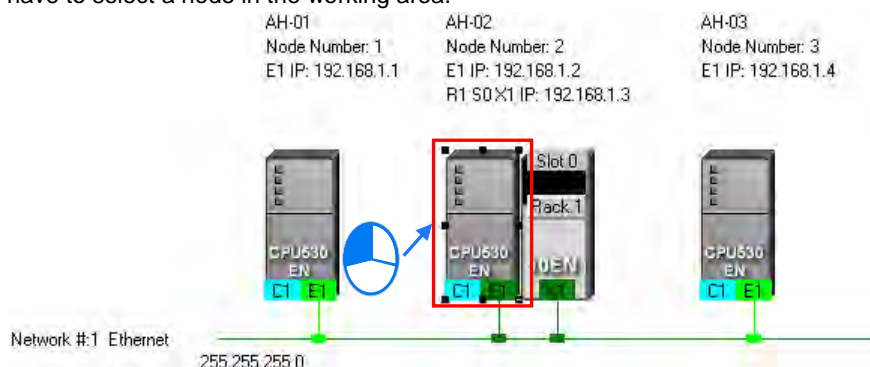 have to select a node in the working area.
AH-01
Node Number: 1
E1 IP: 192.168.1.1
AH-02
Node Number: 2
E1 IP: 192.168.1.2
R1 S0 X1 IP: 192.168.1.3
AH-03
Node Number: 3
E1 IP: 192.168.1.4
CPU530
EN
C1 E1
CPU530
EN
C1 E1
Slot 0
Rack 1
0EN
X1
CPU530
EN
C1 E1
Network #:1 Ethernet
255.255.255.0